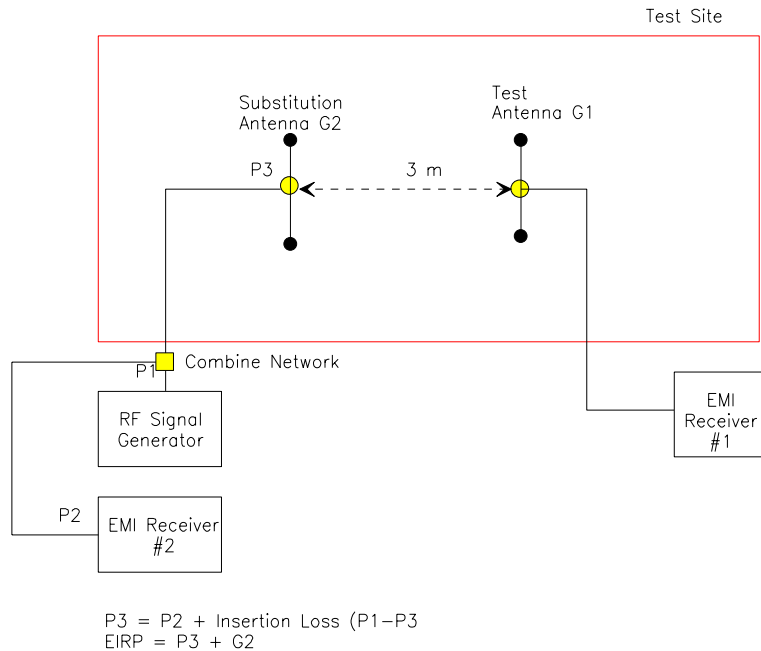 Test Site
Substitution
Antenna G2
Test
Antenna G1
P3
3 m
P1
Combine Network
RF Signal
Generator
EMI
Receiver
#1
P2
EMI Receiver
#2
P3 = P2 + Insertion Loss (P1-P3
EIRP = P3 + G2